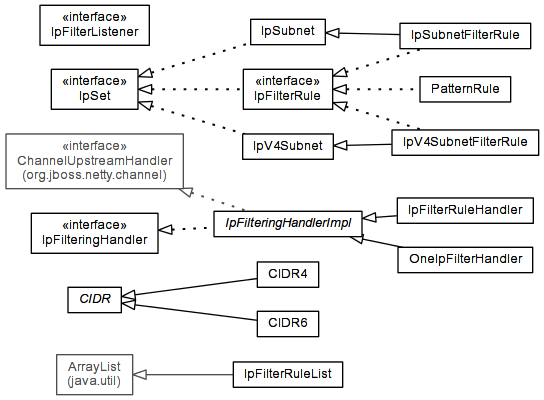 «interface»
IpFilterListener
IpSubnet
IpSubnetFilterRule
«interface»
IpSet
«interface»
IpFilterRule
PatternRule
IpV4Subnet
IpV4SubnetFilterRule
«interface»
ChannelUpstreamHandler
(org.jboss.netty.channel)
«interface»
IpFilteringHandler
IpFilteringHandlerImpl
IpFilterRuleHandler
OneIpFilterHandler
CIDR
CIDR4
CIDR6
ArrayList
(java.util)
IpFilterRuleList